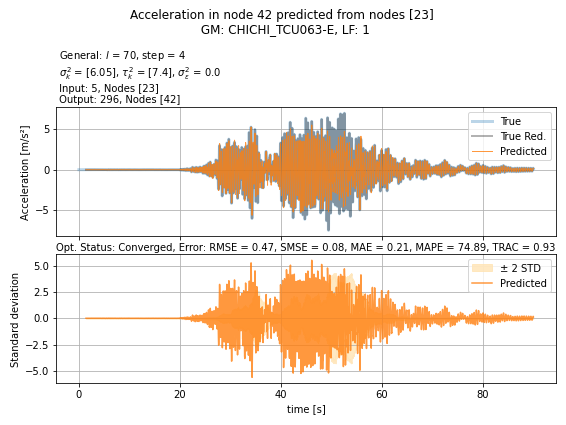 Acceleration in node 42 predicted from nodes [23]
GM: CHICHI_TCU063-E, LF: 1
General: l = 70, step = 4
σ²ₖ = [6.05], τ²ₖ = [7.4], σ²ε = 0.0
Input: 5, Nodes [23]
Output: 296, Nodes [42]
True
True Red.
Predicted
Acceleration [m/s²]
5
0
−5
Opt. Status: Converged, Error: RMSE = 0.47, SMSE = 0.08, MAE = 0.21, MAPE = 74.89, TRAC = 0.93
± 2 STD
Predicted
Standard deviation
5.0
2.5
0.0
−2.5
−5.0
0 20 40 60 80
time [s]